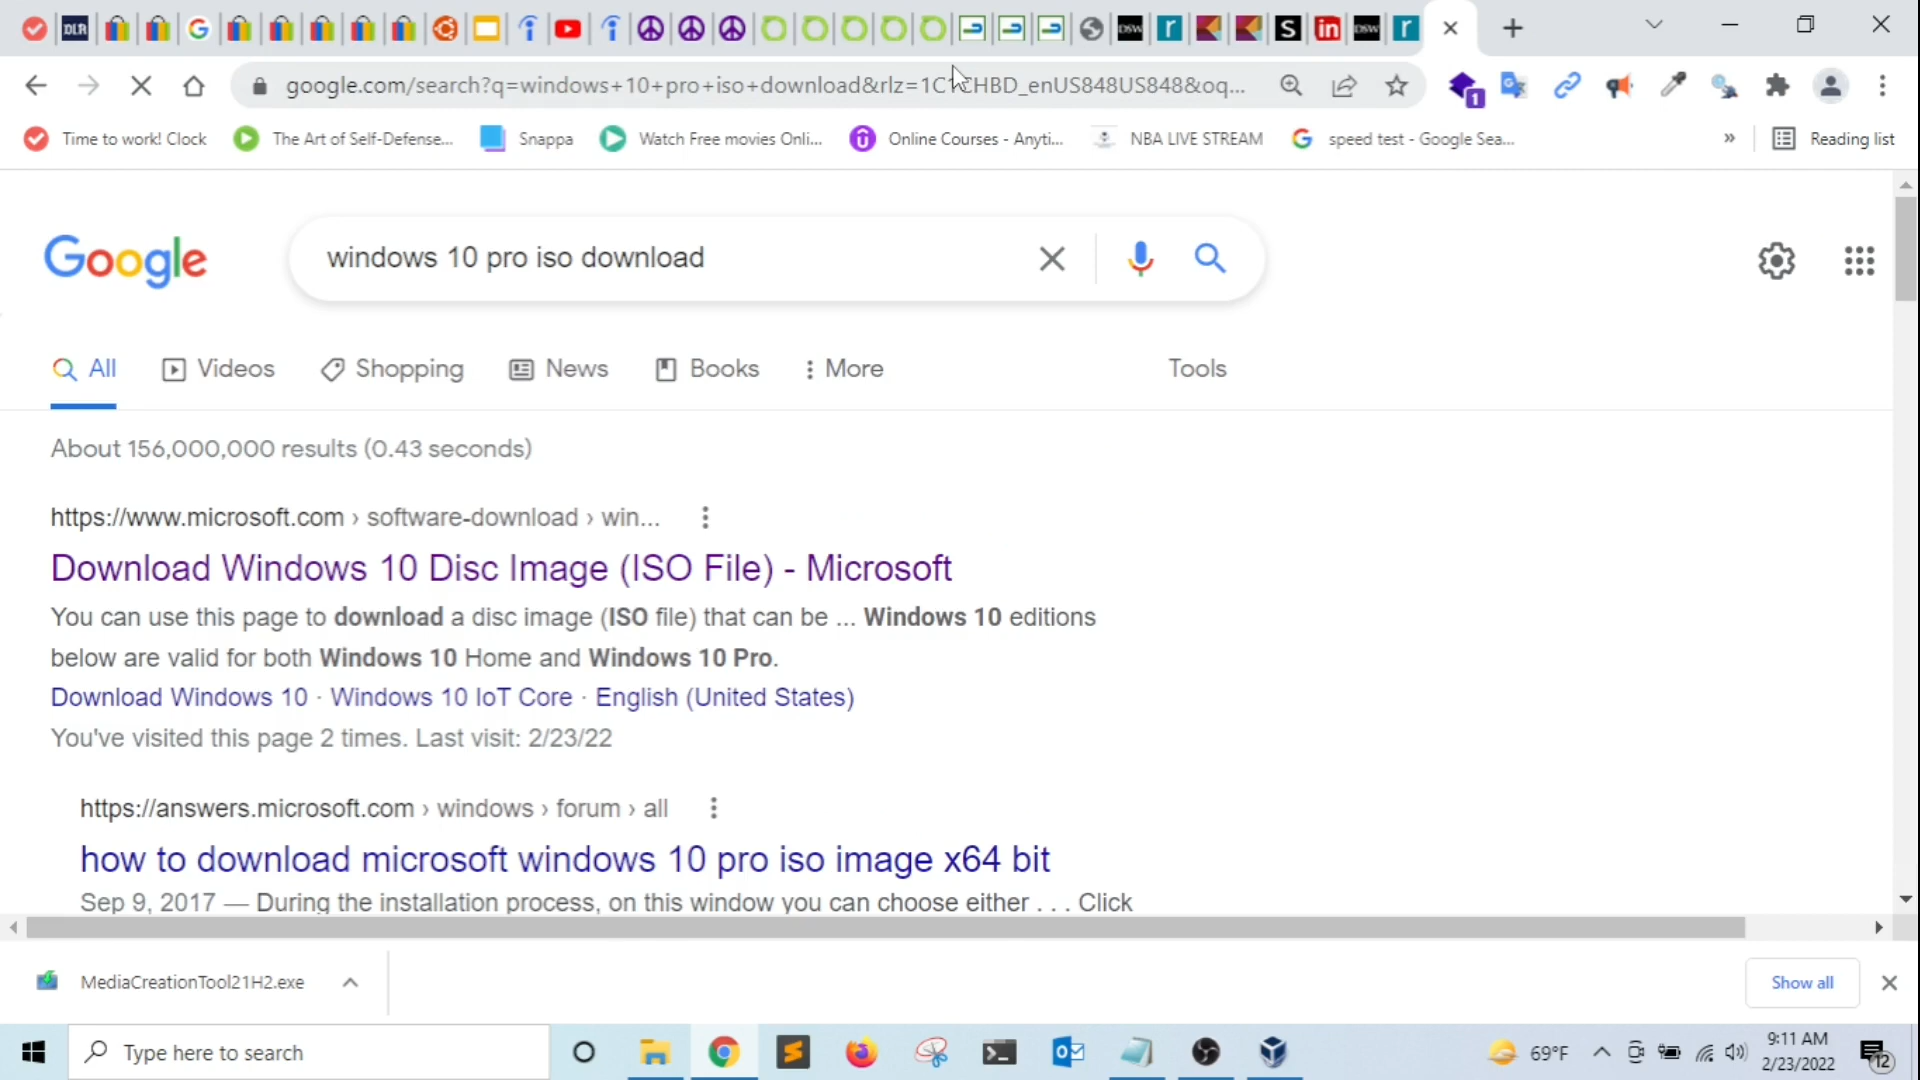 DLR
DSW
S
in
DSW
r
google.com/search?q=windows+10+pro+iso+download&rlz=1C1CHBD_enUS848US848&oq...
1
Time to work! Clock
The Art of Self-Defense...
Snappa
Watch Free movies Onli...
Online Courses - Anyti...
NBA LIVE STREAM
speed test - Google Sea...
»
Reading list
Google
windows 10 pro iso download
All
Videos
Shopping
News
Books
More
Tools
About 156,000,000 results (0.43 seconds)
https://www.microsoft.com › software-download › win...
Download Windows 10 Disc Image (ISO File) - Microsoft
You can use this page to download a disc image (ISO file) that can be ... Windows 10 editions
below are valid for both Windows 10 Home and Windows 10 Pro.
Download Windows 10 · Windows 10 IoT Core · English (United States)
You've visited this page 2 times. Last visit: 2/23/22
https://answers.microsoft.com › windows › forum › all
how to download microsoft windows 10 pro iso image x64 bit
Sep 9, 2017 — During the installation process, on this window you can choose either . . . Click
MediaCreationTool21H2.exe
Show all
Type here to search
69°F
9:11 AM
2/23/2022
12